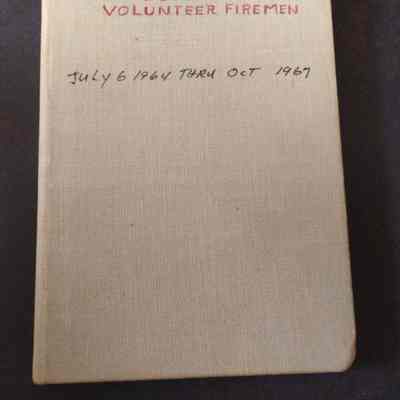 VOLUNTEER FIREMEN
JULY 6 1964 THRU OCT 1967